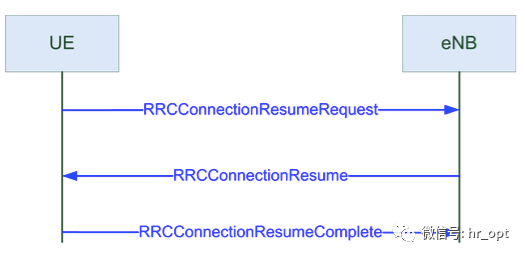 UE
eNB
RRCConnectionResumeRequest
RRCConnectionResume
RRCConnectionResumeComplete
微信号: hr_opt